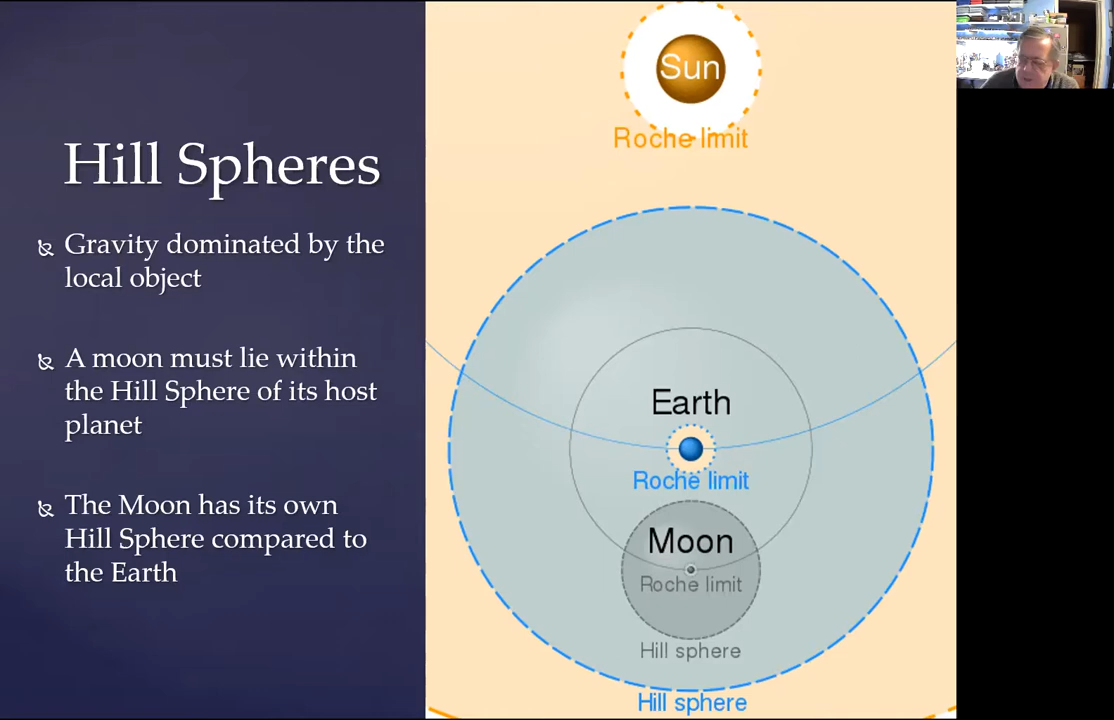 Hill Spheres
Gravity dominated by the
local object
A moon must lie within
the Hill Sphere of its host
planet
The Moon has its own
Hill Sphere compared to
the Earth
Sun
Roche limit
Earth
Roche limit
Moon
Roche limit
Hill sphere
Hill sphere